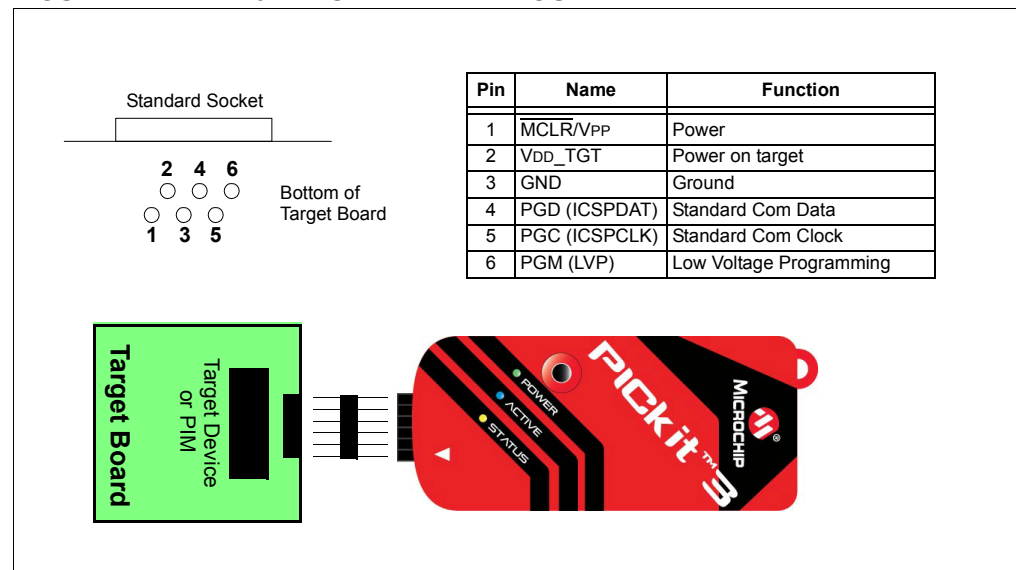 Standard Socket
2 4 6
1 3 5
Bottom of
Target Board
Pin Name Function
1 MCLR/VPP Power
2 VDD_TGT Power on target
3 GND Ground
4 PGD (ICSPDAT) Standard Com Data
5 PGC (ICSPCLK) Standard Com Clock
6 PGM (LVP) Low Voltage Programming
Target Board
Target Device
or PIM
POWER
ACTIVE
STATUS
PICkit™ 3
MICROCHIP
®